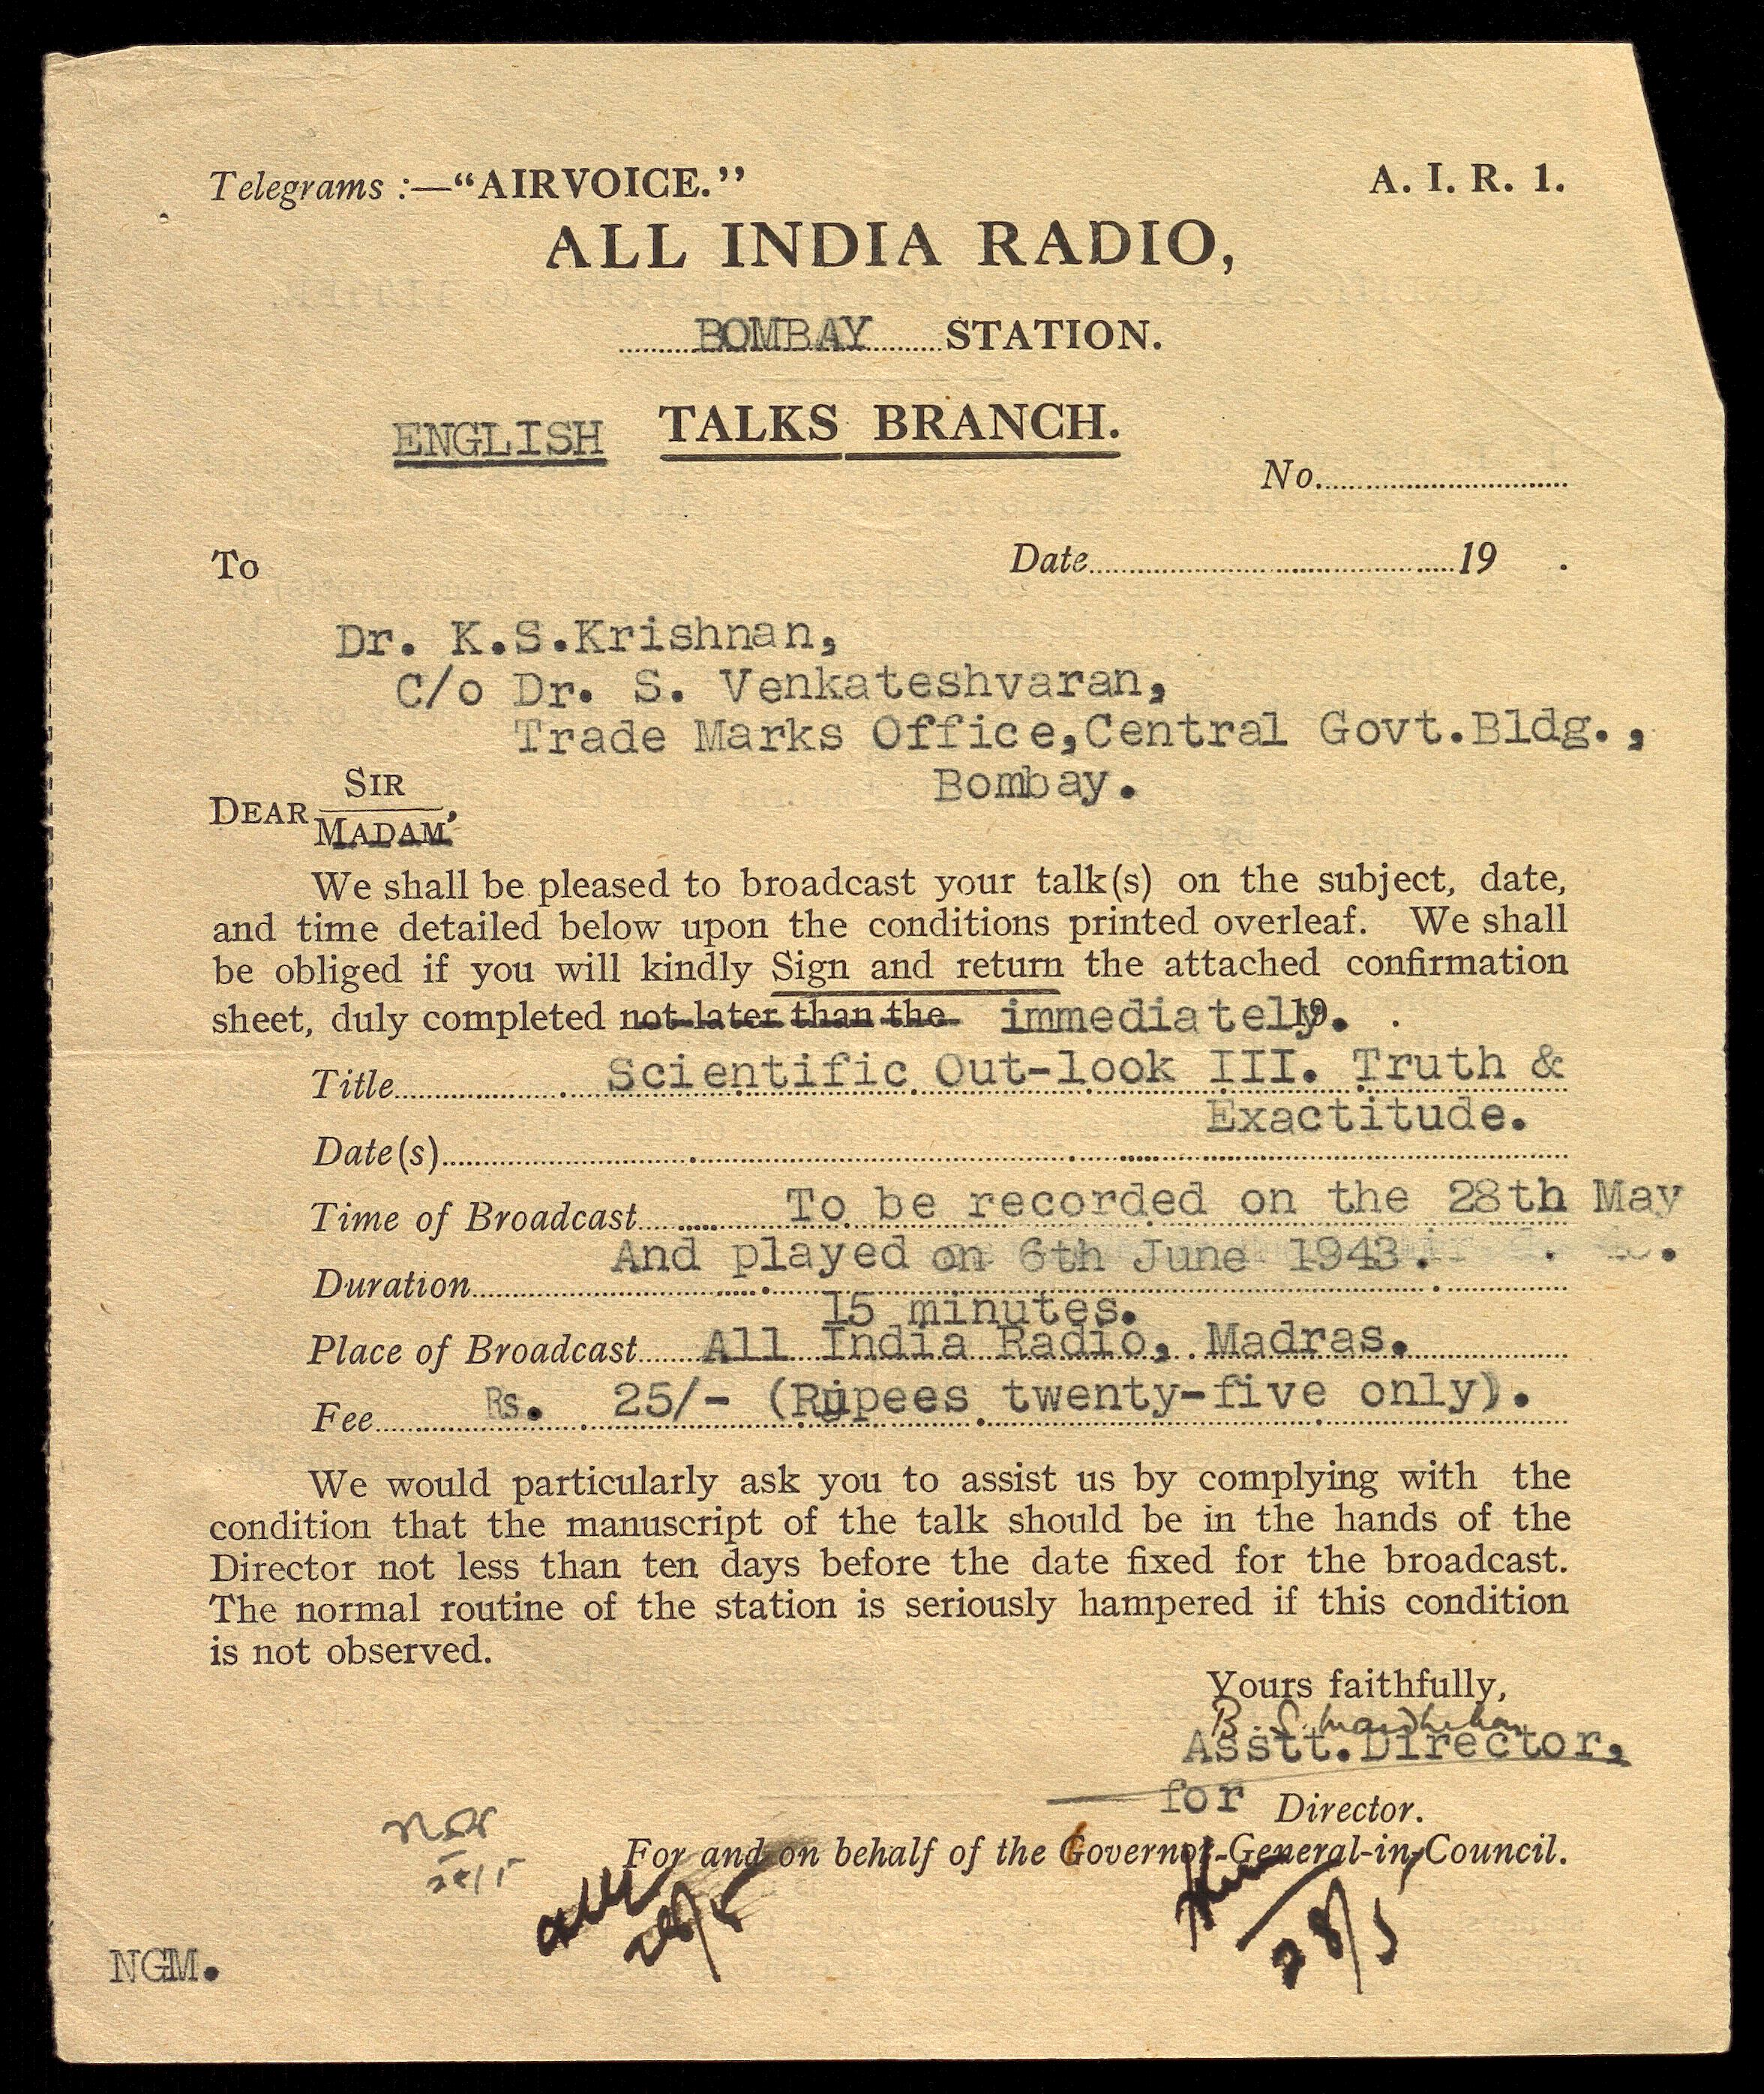 Telegrams :—“AIRVOICE.” A. I. R. 1.
ALL INDIA RADIO,
BOMBAY STATION.
ENGLISH TALKS BRANCH.
No.
To Date 19 .
Dr. K.S.Krishnan,
C/o Dr. S. Venkateshvaran,
Trade Marks Office,Central Govt.Bldg.,
Bombay.
DEAR SIR
MADAM,
We shall be pleased to broadcast your talk(s) on the subject, date,
and time detailed below upon the conditions printed overleaf. We shall
be obliged if you will kindly Sign and return the attached confirmation
sheet, duly completed not later than the immediately. 19 .
Title Scientific Out-look III. Truth &
Exactitude.
Date(s)
Time of Broadcast To be recorded on the 28th May
And played on 6th June 1943.
Duration
15 minutes.
Place of Broadcast All India Radio, Madras.
Fee Rs. 25/- (Rupees twenty-five only).
We would particularly ask you to assist us by complying with the
condition that the manuscript of the talk should be in the hands of the
Director not less than ten days before the date fixed for the broadcast.
The normal routine of the station is seriously hampered if this condition
is not observed.
Yours faithfully,
Asstt.Director,
for Director.
For and on behalf of the Governor-General-in-Council.
28/5
28/5
NGM.